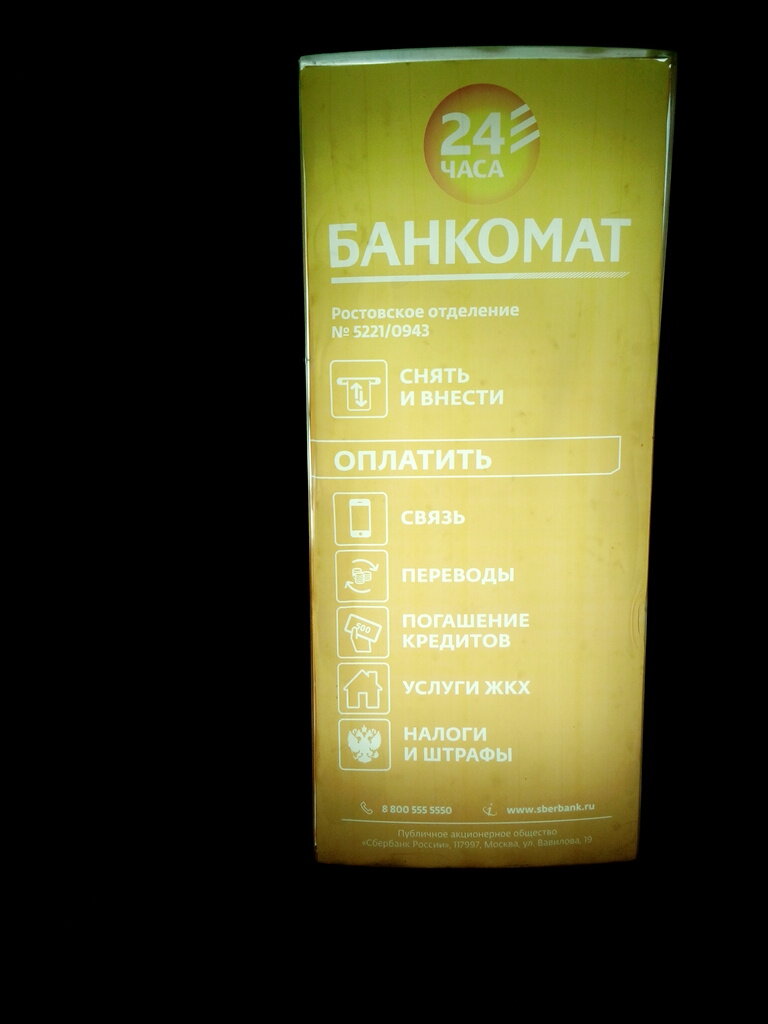 24
ЧАСА
БАНКОМАТ
Ростовское отделение
№ 5221/0943
СНЯТЬ
И ВНЕСТИ
ОПЛАТИТЬ
СВЯЗЬ
ПЕРЕВОДЫ
500
ПОГАШЕНИЕ
КРЕДИТОВ
УСЛУГИ ЖКХ
НАЛОГИ
И ШТРАФЫ
8 800 555 5550 www.sberbank.ru
Публичное акционерное общество
«Сбербанк России», 117997, Москва, ул. Вавилова, 19